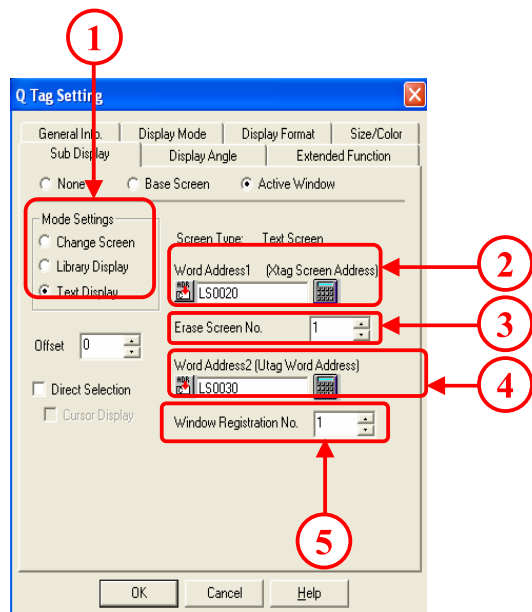 1
Q Tag Setting
General Info. Display Mode Display Format Size/Color
Sub Display Display Angle Extended Function
None Base Screen Active Window
Mode Settings
Change Screen
Library Display
Text Display
Screen Type: Text Screen
Word Address1 (Xtag Screen Address)
LS0020
2
Erase Screen No. 1
3
Offset 0
Word Address2 (Utag Word Address)
LS0030
4
Direct Selection
Cursor Display
Window Registration No. 1
5
OK Cancel Help